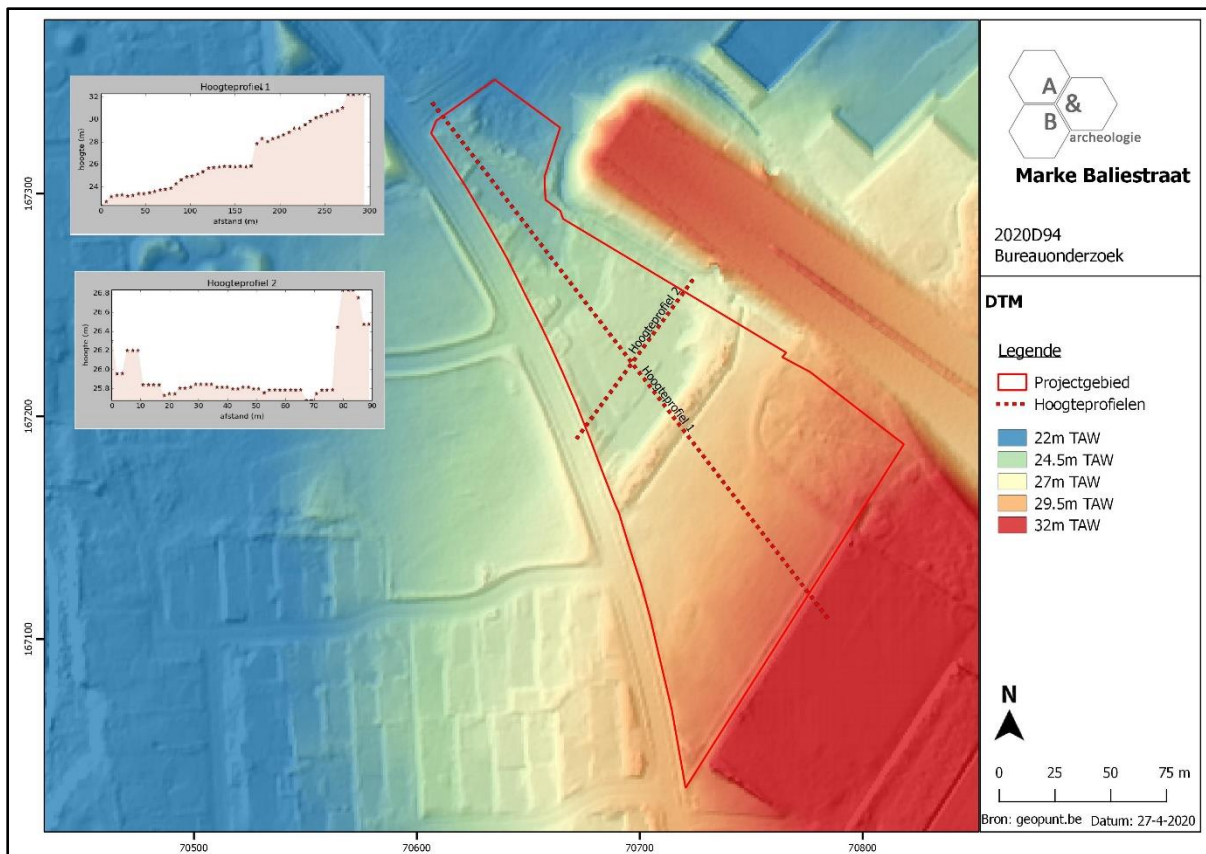 Hoogteprofiel 1
32
30
28
26
24
hoogte (m)
0
50
100
150
200
250
300
afstand (m)
Hoogteprofiel 2
26.8
26.6
26.4
26.2
26.0
25.8
hoogte (m)
0
10
20
30
40
50
60
70
80
90
afstand (m)
Hoogteprofiel 2
Hoogteprofiel 1
167300
167200
167100
70500
70600
70700
70800
A
&
B
archeologie
Marke Baliestraat
2020D94
Bureauonderzoek
DTM
Legende
Projectgebied
Hoogteprofielen
22m TAW
24.5m TAW
27m TAW
29.5m TAW
32m TAW
N
0 25 50 75 m
Bron: geopunt.be Datum: 27-4-2020